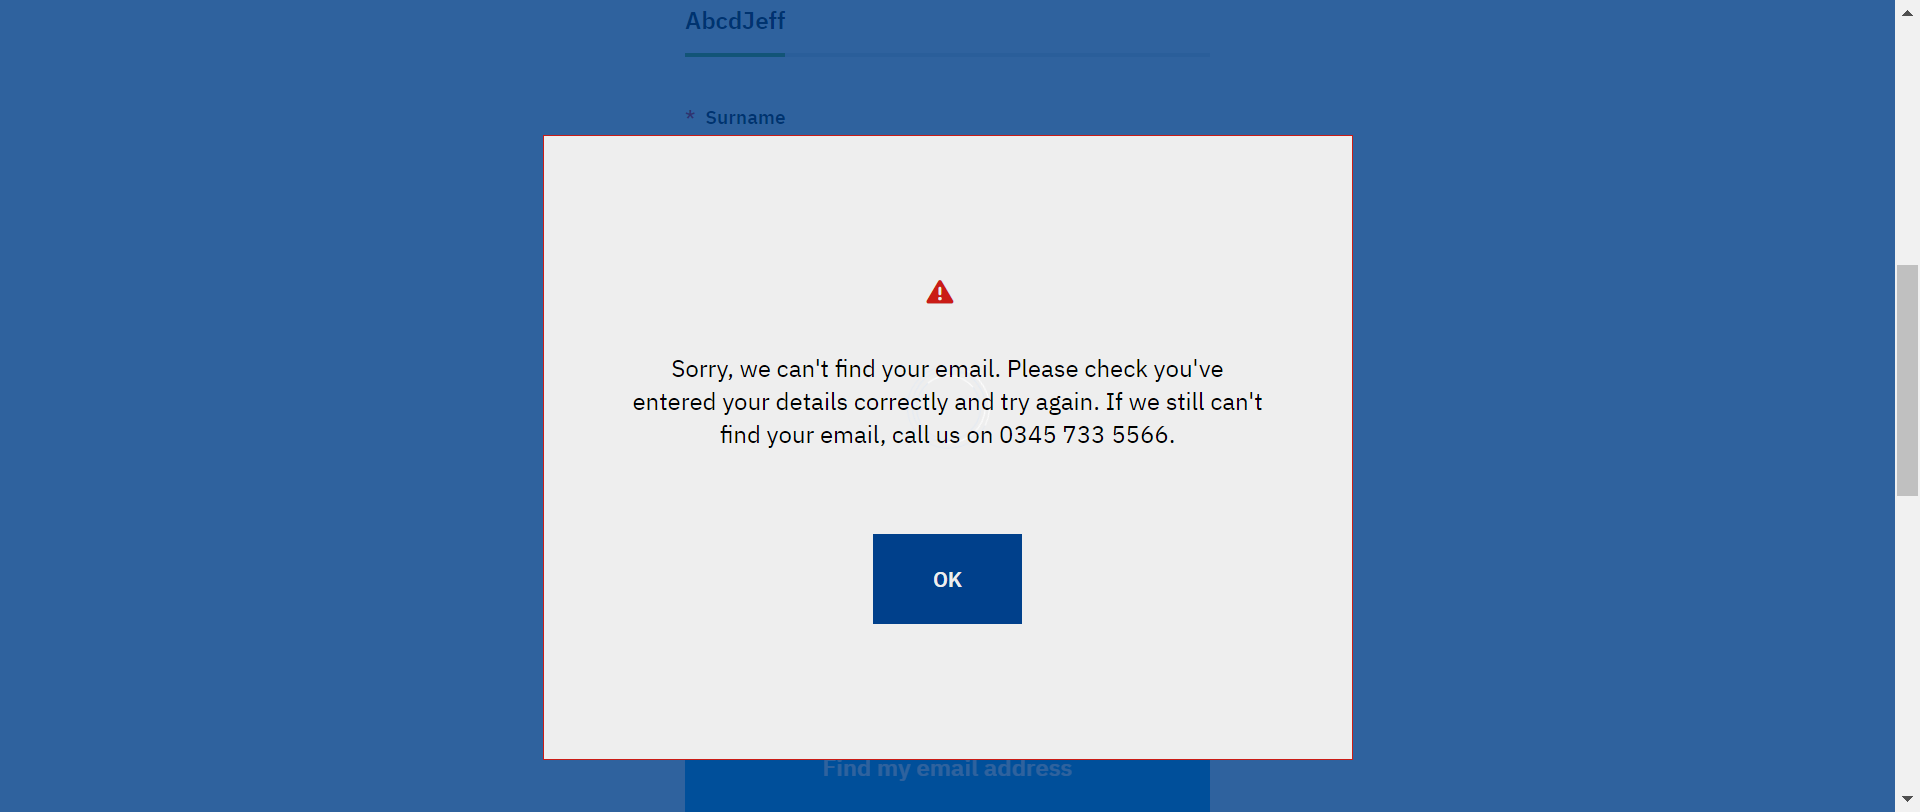 AbcdJeff
* Surname
Sorry, we can't find your email. Please check you've
entered your details correctly and try again. If we still can't
find your email, call us on 0345 733 5566.
OK
Find my email address